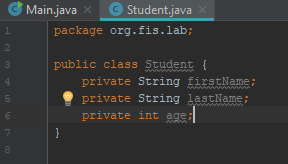 Main.java × Student.java ×
1 package org.fis.lab;
2
3 public class Student {
4 private String firstName;
5 private String lastName;
6 private int age;
7 }